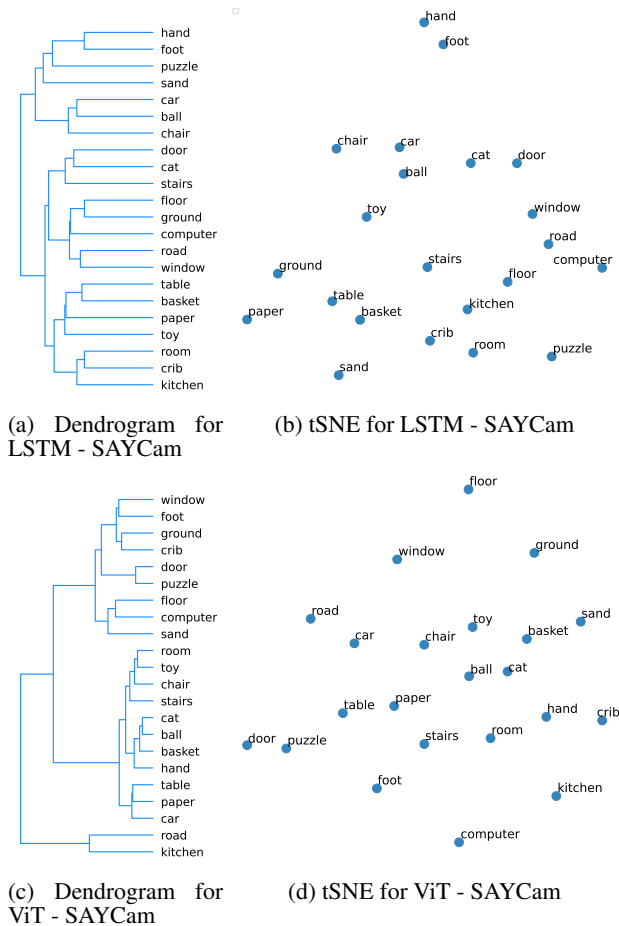 hand
foot
puzzle
sand
car
ball
chair
door
cat
stairs
floor
ground
computer
road
window
table
basket
paper
toy
room
crib
kitchen
hand
foot
chair
car
cat
door
ball
toy
window
road
ground
stairs
computer
floor
table
paper
basket
kitchen
crib
room
puzzle
sand
(a) Dendrogram for
LSTM - SAYCam
(b) tSNE for LSTM - SAYCam
window
foot
ground
crib
door
puzzle
floor
computer
sand
room
toy
chair
stairs
cat
ball
basket
hand
table
paper
car
road
kitchen
floor
window
ground
road
toy
sand
car
chair
basket
ball
cat
table
paper
hand
crib
door
puzzle
stairs
room
foot
kitchen
computer
(c) Dendrogram for
ViT - SAYCam
(d) tSNE for ViT - SAYCam